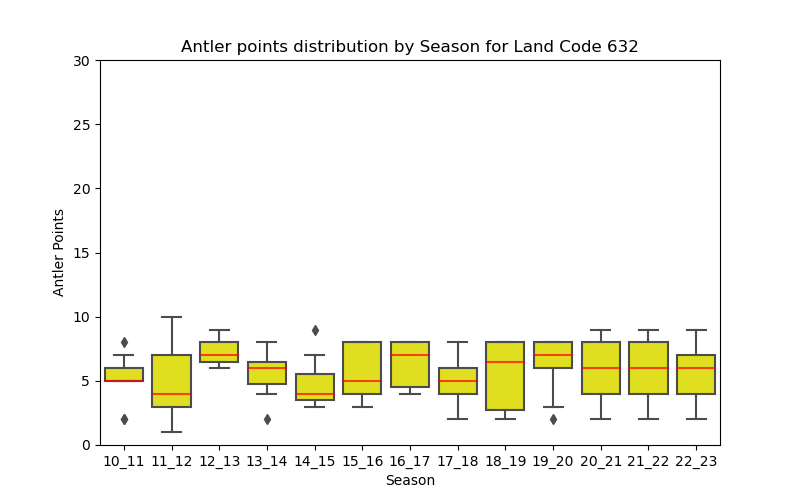 Antler points distribution by Season for Land Code 632
30
25
20
15
10
5
0
Antler Points
10_11 11_12 12_13 13_14 14_15 15_16 16_17 17_18 18_19 19_20 20_21 21_22 22_23
Season